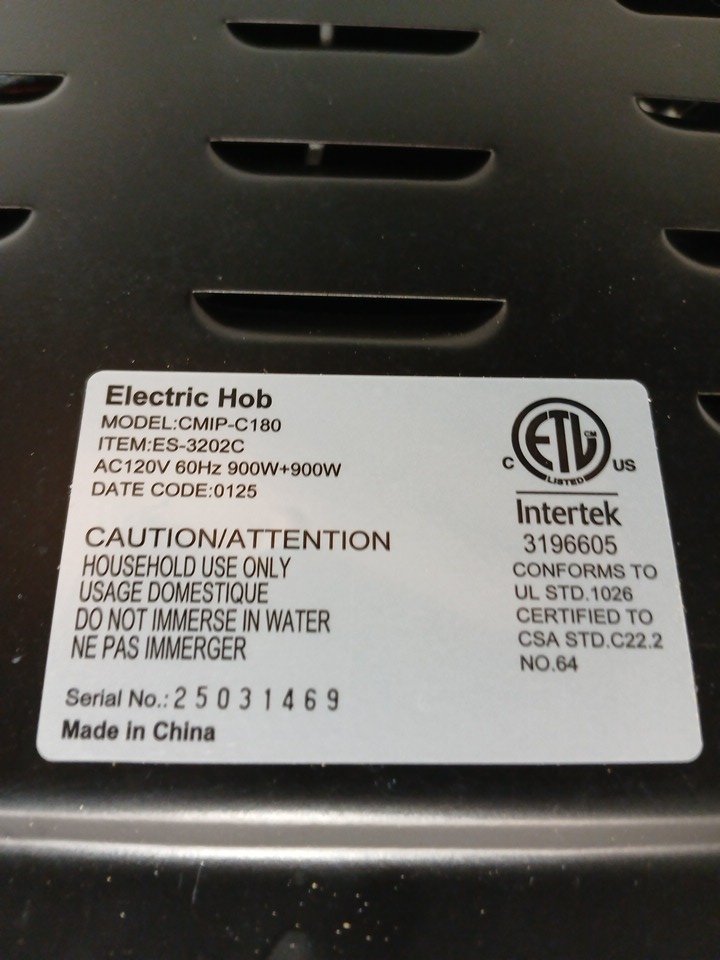 Electric Hob
MODEL:CMIP-C180
ITEM:ES-3202C
AC120V 60Hz 900W+900W
DATE CODE:0125
CAUTION/ATTENTION
HOUSEHOLD USE ONLY
USAGE DOMESTIQUE
DO NOT IMMERSE IN WATER
NE PAS IMMERGER
Serial No.: 25031469
Made in China
ETL CM
C US
LISTED
Intertek
3196605
CONFORMS TO
UL STD.1026
CERTIFIED TO
CSA STD.C22.2
NO.64